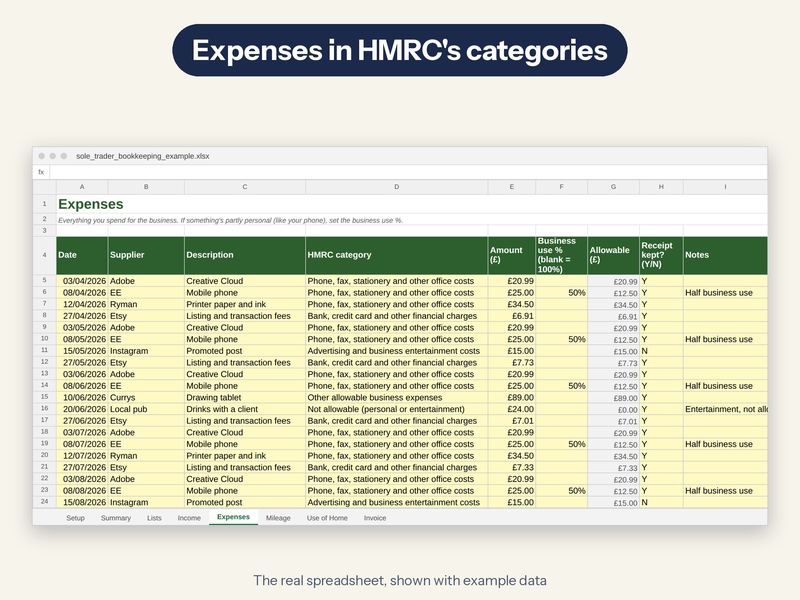 Expenses in HMRC's categories
sole_trader_bookkeeping_example.xlsx
fx
A B C D E F G H I
1 Expenses
2 Everything you spend for the business. If something's partly personal (like your phone), set the business use %.
3
4 Date Supplier Description HMRC category Amount (£) Business use % (blank = 100%) Allowable (£) Receipt kept? (Y/N) Notes
5 03/04/2026 Adobe Creative Cloud Phone, fax, stationery and other office costs £20.99 £20.99 Y
6 08/04/2026 EE Mobile phone Phone, fax, stationery and other office costs £25.00 50% £12.50 Y Half business use
7 12/04/2026 Ryman Printer paper and ink Phone, fax, stationery and other office costs £34.50 £34.50 Y
8 27/04/2026 Etsy Listing and transaction fees Bank, credit card and other financial charges £6.91 £6.91 Y
9 03/05/2026 Adobe Creative Cloud Phone, fax, stationery and other office costs £20.99 £20.99 Y
10 08/05/2026 EE Mobile phone Phone, fax, stationery and other office costs £25.00 50% £12.50 Y Half business use
11 15/05/2026 Instagram Promoted post Advertising and business entertainment costs £15.00 £15.00 N
12 27/05/2026 Etsy Listing and transaction fees Bank, credit card and other financial charges £7.73 £7.73 Y
13 03/06/2026 Adobe Creative Cloud Phone, fax, stationery and other office costs £20.99 £20.99 Y
14 08/06/2026 EE Mobile phone Phone, fax, stationery and other office costs £25.00 50% £12.50 Y Half business use
15 10/06/2026 Currys Drawing tablet Other allowable business expenses £89.00 £89.00 Y
16 20/06/2026 Local pub Drinks with a client Not allowable (personal or entertainment) £24.00 £0.00 Y Entertainment, not
17 27/06/2026 Etsy Listing and transaction fees Bank, credit card and other financial charges £7.01 £7.01 Y
18 03/07/2026 Adobe Creative Cloud Phone, fax, stationery and other office costs £20.99 £20.99 Y
19 08/07/2026 EE Mobile phone Phone, fax, stationery and other office costs £25.00 50% £12.50 Y Half business use
20 12/07/2026 Ryman Printer paper and ink Phone, fax, stationery and other office costs £34.50 £34.50 Y
21 27/07/2026 Etsy Listing and transaction fees Bank, credit card and other financial charges £7.33 £7.33 Y
22 03/08/2026 Adobe Creative Cloud Phone, fax, stationery and other office costs £20.99 £20.99 Y
23 08/08/2026 EE Mobile phone Phone, fax, stationery and other office costs £25.00 50% £12.50 Y Half business use
24 15/08/2026 Instagram Promoted post Advertising and business entertainment costs £15.00 £15.00 N
Setup Summary Lists Income Expenses Mileage Use of Home Invoice
The real spreadsheet, shown with example data